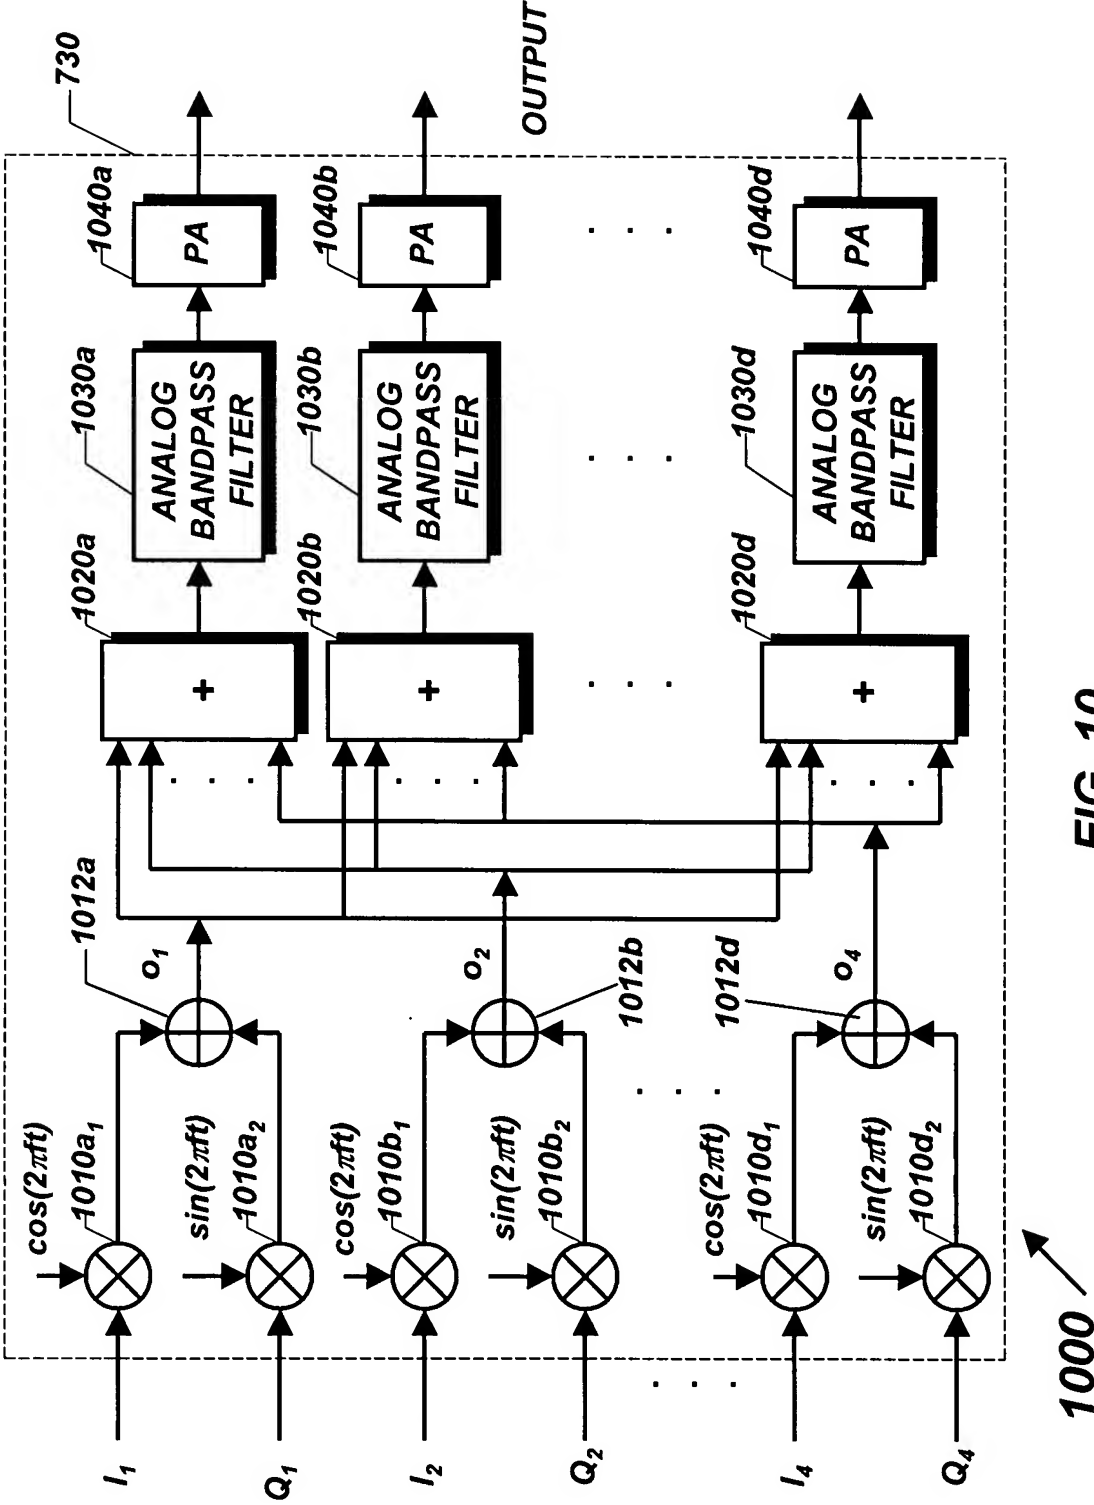 730
1040a
PA
1030a
ANALOG
BANDPASS
FILTER
1020a
+
1012a
O1
cos(2πft)
1010a1
sin(2πft)
1010a2
I1
Q1
1040b
PA
1030b
ANALOG
BANDPASS
FILTER
1020b
+
1012b
O2
cos(2πft)
1010b1
sin(2πft)
1010b2
I2
Q2
OUTPUT
. . .
. . .
. . .
. . .
. . .
. . .
. . .
. . .
1040d
PA
1030d
ANALOG
BANDPASS
FILTER
1020d
+
1012d
O4
cos(2πft)
1010d1
sin(2πft)
1010d2
I4
Q4
1000
FIG. 10